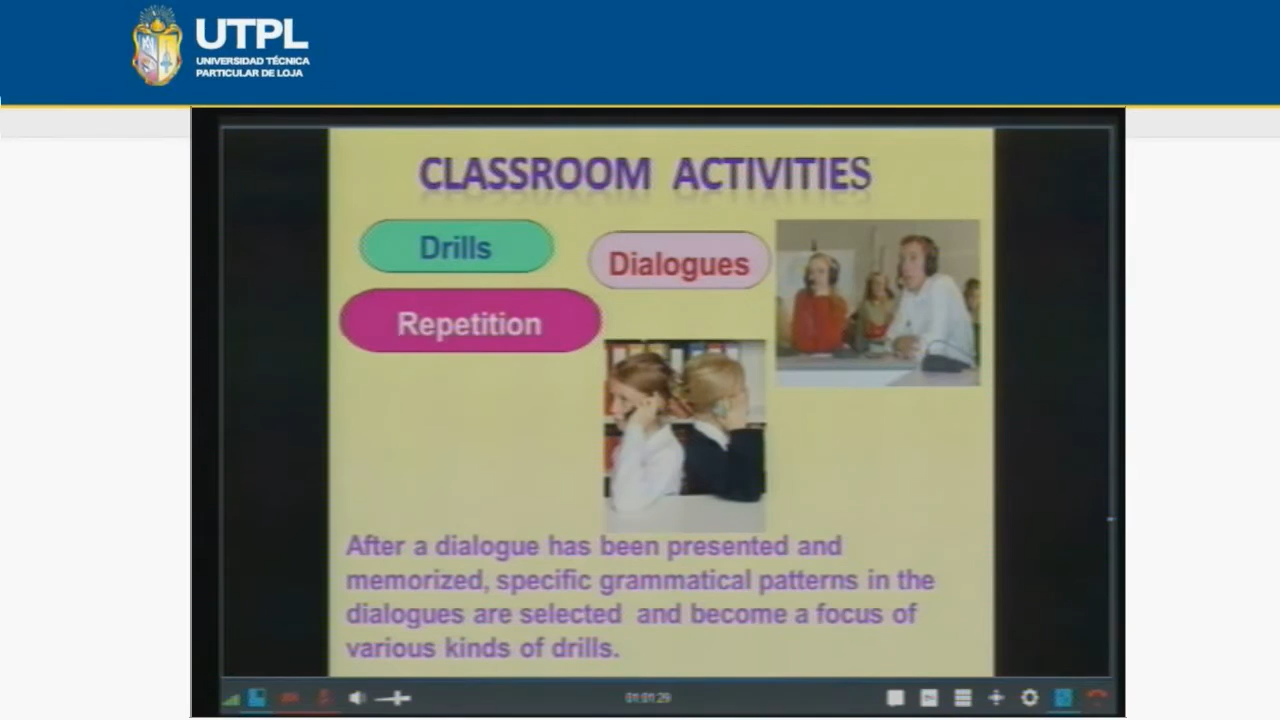 UTPL
UNIVERSIDAD TÉCNICA
PARTICULAR DE LOJA
CLASSROOM ACTIVITIES
Drills
Dialogues
Repetition
After a dialogue has been presented and
memorized, specific grammatical patterns in the
dialogues are selected and become a focus of
various kinds of drills.
01:01:29